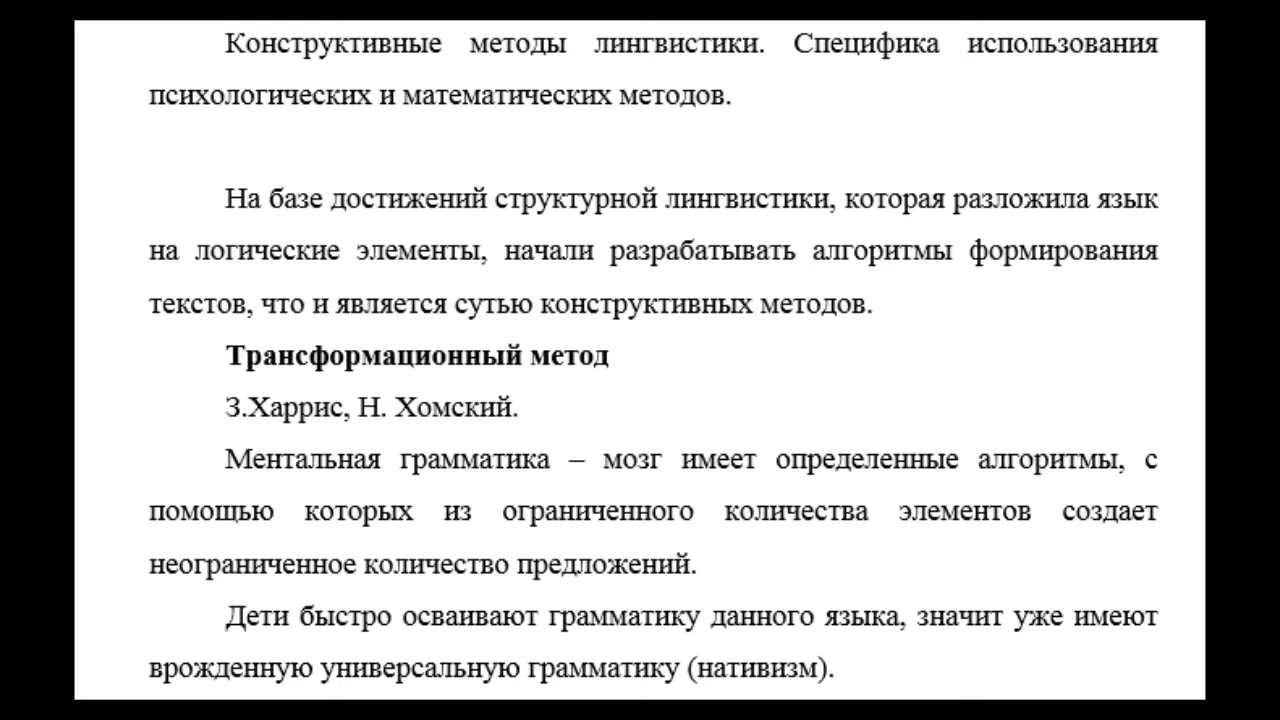 Конструктивные методы лингвистики. Специфика использования
психологических и математических методов.
На базе достижений структурной лингвистики, которая разложила язык
на логические элементы, начали разрабатывать алгоритмы формирования
текстов, что и является сутью конструктивных методов.
Трансформационный метод
З.Харрис, Н. Хомский.
Ментальная грамматика – мозг имеет определенные алгоритмы, с
помощью которых из ограниченного количества элементов создает
неограниченное количество предложений.
Дети быстро осваивают грамматику данного языка, значит уже имеют
врожденную универсальную грамматику (нативизм).